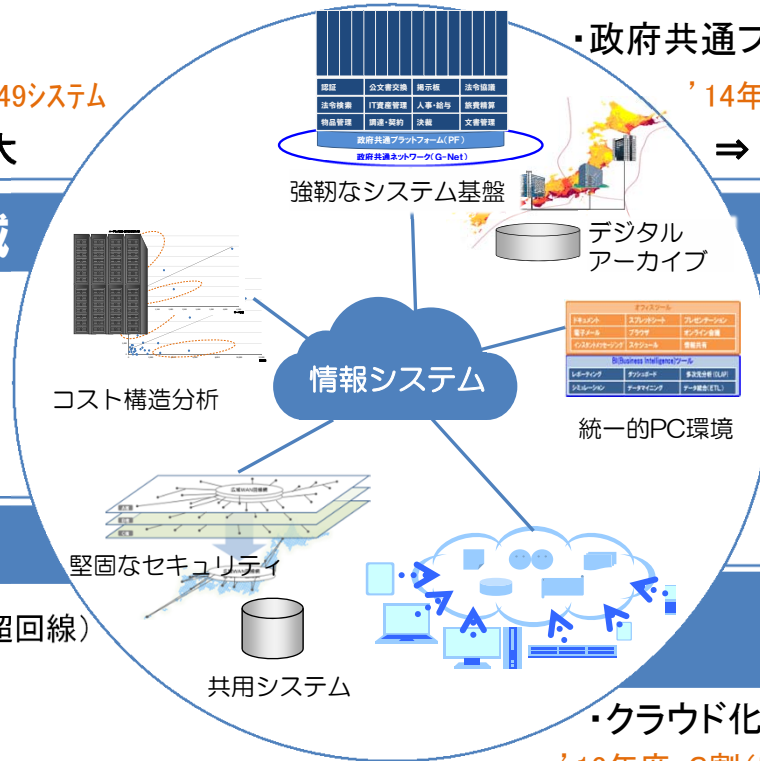 ・政府共通プ
49システム
'14年
大
⇒
認証 公文書交換 掲示板 法令協議
法令検索 IT資産管理 人事・給与 旅費精算
物品管理 調達・契約 決裁 文書管理
政府共通プラットフォーム(PF)
政府共通ネットワーク(G-Net)
強靭なシステム基盤
デジタル
アーカイブ
オフィスツール
ドキュメント スプレッドシート プレゼンテーション
電子メール ブラウザ オンライン会議
インスタントメッセージング スケジュール 情報共有
BI(Business Intelligence)ツール
レポーティング ダッシュボード 多次元分析(OLAP)
シミュレーション データマイニング データ統合(ETL)
情報システム
コスト構造分析
統一的PC環境
広域WAN回線網
堅固なセキュリティ
超回線)
共用システム
・クラウド化